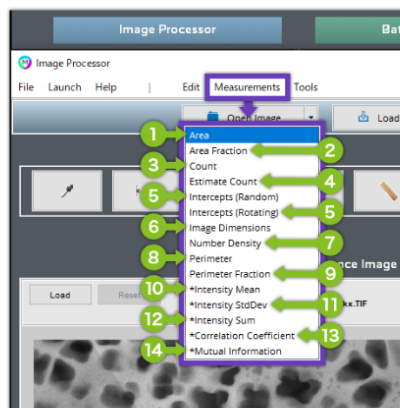 Image Processor
Bat
Image Processor
File Launch Help | Edit Measurements Tools
Open Image Load
1 Area
Area Fraction 2
3 Count
Estimate Count 4
5 Intercepts (Random)
Intercepts (Rotating) 5
6 Image Dimensions
Number Density 7
8 Perimeter
Perimeter Fraction 9
10 *Intensity Mean
*Intensity StdDev 11
12 *Intensity Sum
*Correlation Coefficient 13
14 *Mutual Information
nce Image
Load Rese
kx.TIF